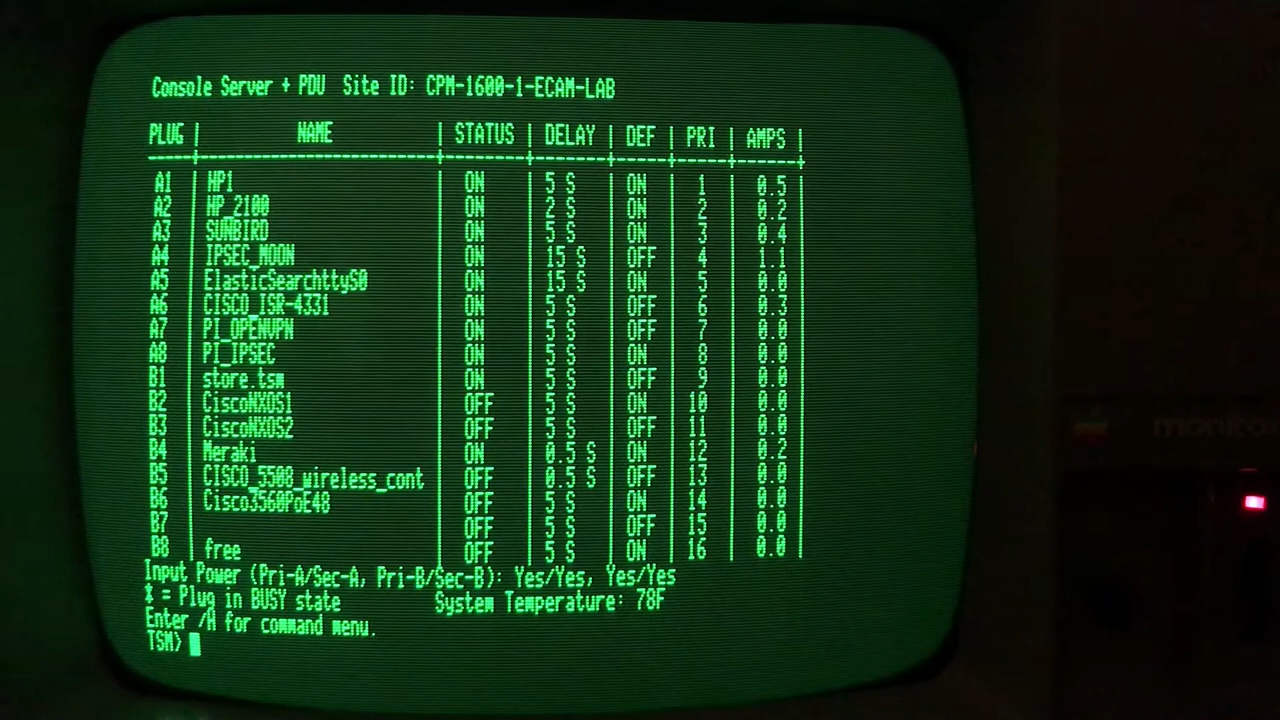 Console Server + PDU Site ID: CPM-1600-1-ECAM-LAB
PLUG | NAME | STATUS | DELAY | DEF | PRI | AMPS |
-----+--------------------------+---------+--------+------+------+-------+
A1 | HP1 | ON | 5 S | ON | 1 | 0.5 |
A2 | HP_2100 | ON | 2 S | ON | 2 | 0.2 |
A3 | SUNBIRD | ON | 5 S | ON | 3 | 0.4 |
A4 | IPSEC_MOON | ON | 15 S | OFF | 4 | 1.1 |
A5 | ElasticSearchttyS0 | ON | 15 S | ON | 5 | 0.0 |
A6 | CISCO_ISR-4331 | ON | 5 S | OFF | 6 | 0.3 |
A7 | PI_OPENVPN | ON | 5 S | OFF | 7 | 0.0 |
A8 | PI_IPSEC | ON | 5 S | ON | 8 | 0.0 |
B1 | store.tsm | ON | 5 S | OFF | 9 | 0.0 |
B2 | CiscoNXOS1 | OFF | 5 S | ON | 10 | 0.0 |
B3 | CiscoNXOS2 | OFF | 5 S | OFF | 11 | 0.0 |
B4 | Meraki | ON | 0.5 S | ON | 12 | 0.2 |
B5 | CISCO_5508_wireless_cont | OFF | 0.5 S | OFF | 13 | 0.0 |
B6 | Cisco3560PoE48 | OFF | 5 S | ON | 14 | 0.0 |
B7 | | OFF | 5 S | OFF | 15 | 0.0 |
B8 | free | OFF | 5 S | ON | 16 | 0.0 |
Input Power (Pri-A/Sec-A, Pri-B/Sec-B): Yes/Yes, Yes/Yes
* = Plug in BUSY state System Temperature: 78F
Enter /H for command menu.
TSM>